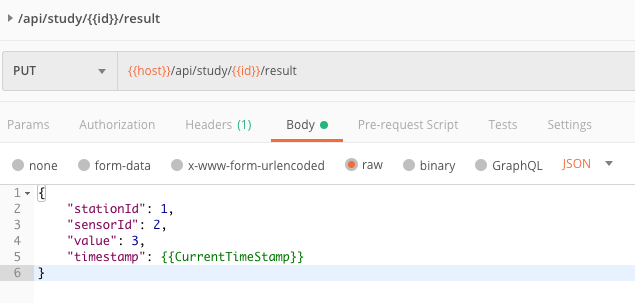 /api/study/{{id}}/result
PUT {{host}}/api/study/{{id}}/result
Params Authorization Headers (1) Body Pre-request Script Tests Settings
none form-data x-www-form-urlencoded raw binary GraphQL JSON
1 {
2 "stationId": 1,
3 "sensorId": 2,
4 "value": 3,
5 "timestamp": {{CurrentTimeStamp}}
6 }